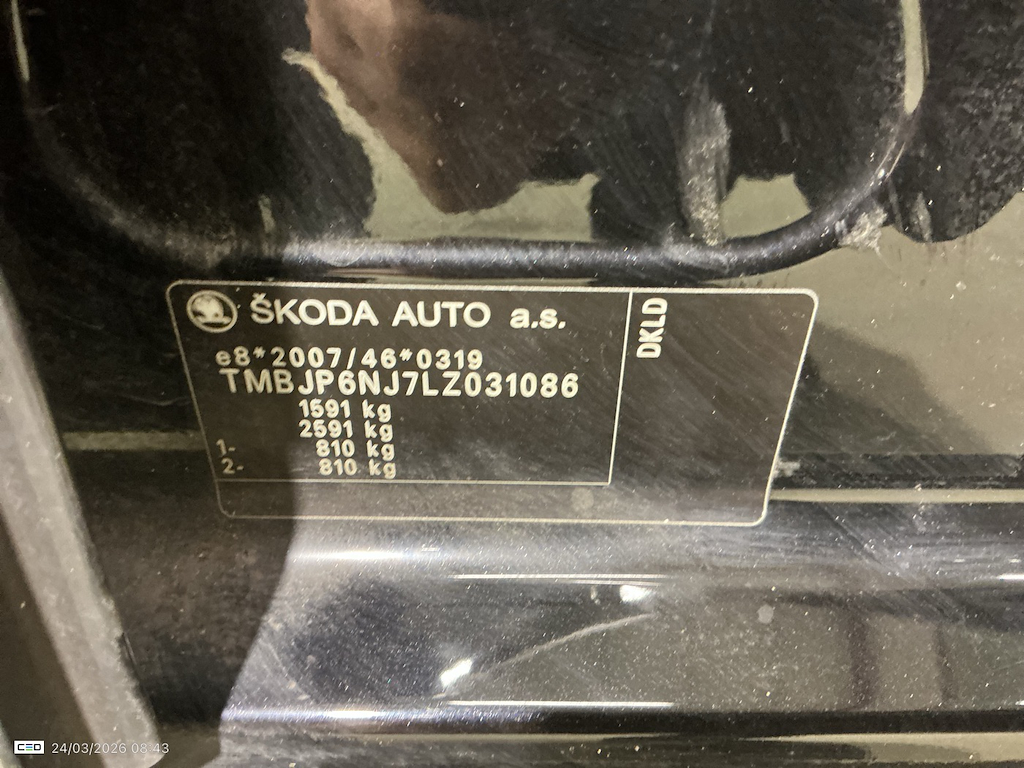 ŠKODA AUTO a.s.
DKLD
e8*2007/46*0319
TMBJP6NJ7LZ031086
1591 kg
2591 kg
1- 810 kg
2- 810 kg
CEO 24/03/2026 08:43